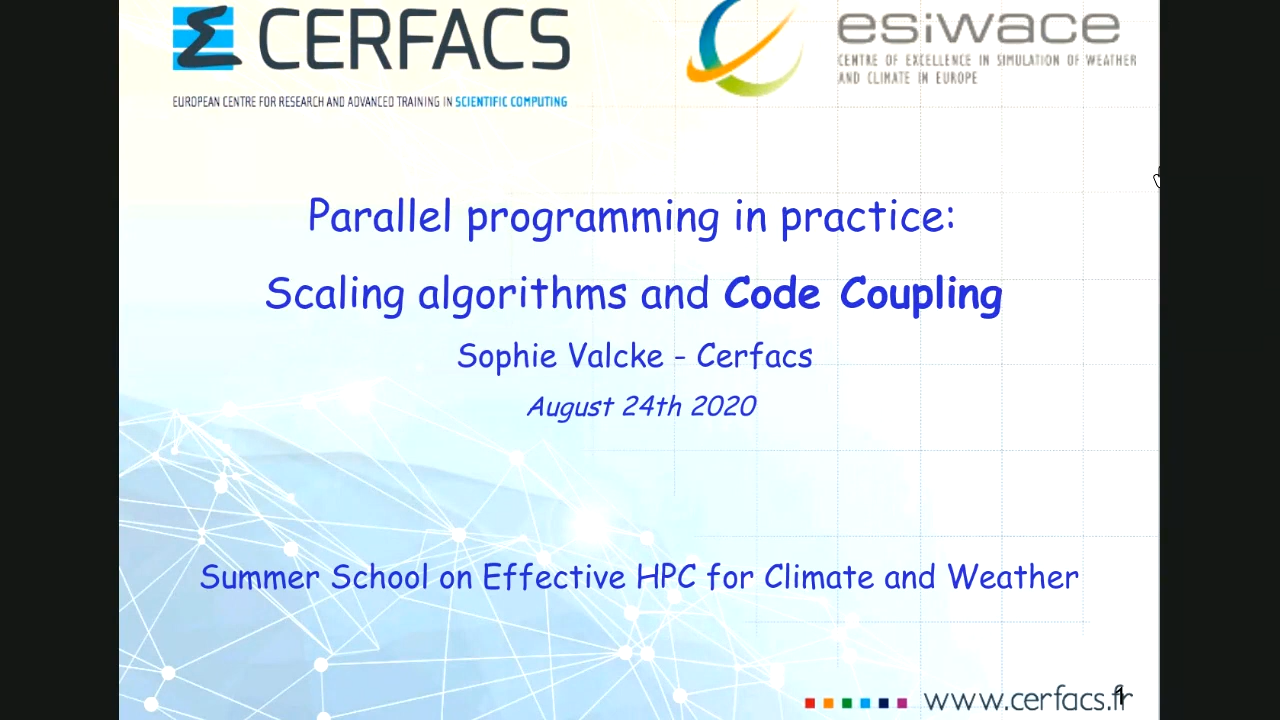 CERFACS
EUROPEAN CENTRE FOR RESEARCH AND ADVANCED TRAINING IN SCIENTIFIC COMPUTING
esiwace
CENTRE OF EXCELLENCE IN SIMULATION OF WEATHER
AND CLIMATE IN EUROPE
Parallel programming in practice:
Scaling algorithms and Code Coupling
Sophie Valcke - Cerfacs
August 24th 2020
Summer School on Effective HPC for Climate and Weather
www.cerfacs.fr